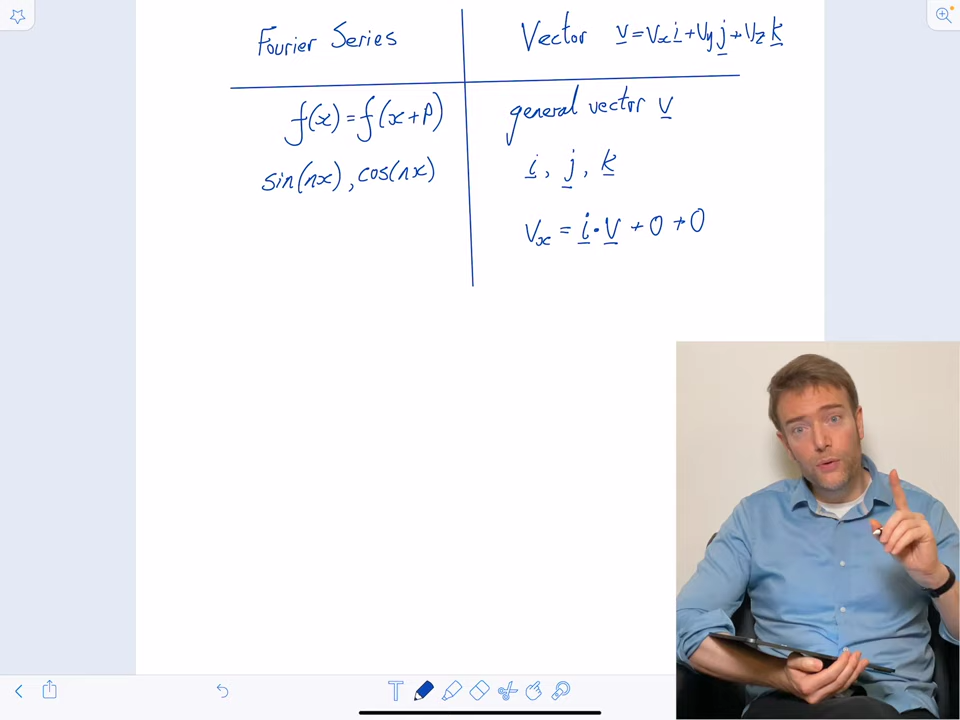 Fourier Series
Vector v = Vx i + Vy j + Vz k
f(x) = f(x+P)
general vector v
sin(nx), cos(nx)
i, j, k
Vx = i · v + 0 + 0
T